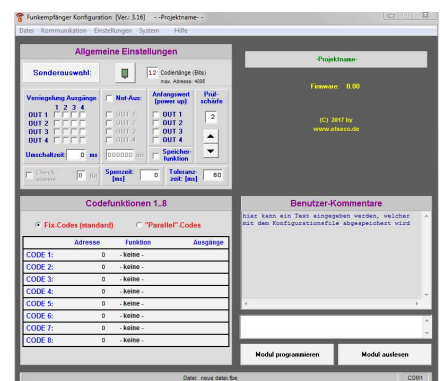 Funkempfänger Konfiguration [Ver.: 3.16] - -Projektname- -
Datei Kommunikation Einstellungen System Hilfe
Allgemeine Einstellungen
Senderauswahl:
12 Codierlänge (Bits)
max. Adresse: 4095
Verriegelung Ausgänge
1 2 3 4
OUT 1
OUT 2
OUT 3
OUT 4
Umschaltzeit: 0 ms
Not-Aus:
OUT 1
OUT 2
OUT 3
OUT 4
000000 ms
Anfangswert (power up)
OUT 1
OUT 2
OUT 3
OUT 4
Speicher-
funktion
Prüf-
schärfe
2
Check-
summe
0 Bit
Sperrzeit: [ms] 0
Toleranz-
zeit: [ms] 80
-Projektname-
Firmware: 0.00
(C) 2017 by
www.elseco.de
Codefunktionen 1..8
Fix-Codes (standard) "Parallel"-Codes
Adresse Funktion Ausgänge
CODE 1: 0 - keine -
CODE 2: 0 - keine -
CODE 3: 0 - keine -
CODE 4: 0 - keine -
CODE 5: 0 - keine -
CODE 6: 0 - keine -
CODE 7: 0 - keine -
CODE 8: 0 - keine -
Benutzer-Kommentare
hier kann ein Text eingegeben werden, welcher
mit dem Konfigurationsfile abgespeichert wird
Modul programmieren Modul auslesen
Datei: neue datei.fbe COM1